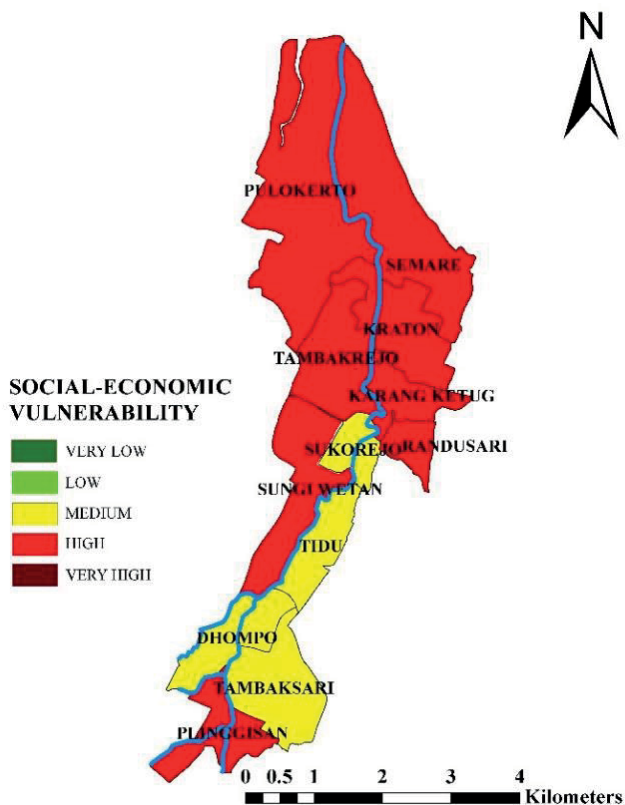 N
PULOKERTO
SEMARE
KRATON
TAMBAKREJO
KARANG KETUG
SUKOREJO
RANDUSARI
SUNGI WETAN
TIDU
DHOMPO
TAMBAKSARI
PLINGGISAN
SOCIAL-ECONOMIC
VULNERABILITY
VERY LOW
LOW
MEDIUM
HIGH
VERY HIGH
0 0.5 1 2 3 4
Kilometers